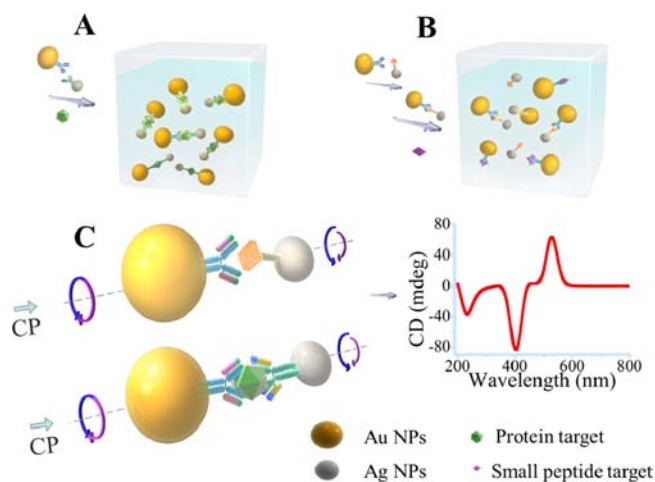 A
B
C
CP
CP
CD (mdeg)
80
40
0
-40
-80
200
400
600
800
Wavelength (nm)
Au NPs
Protein target
Ag NPs
Small peptide target